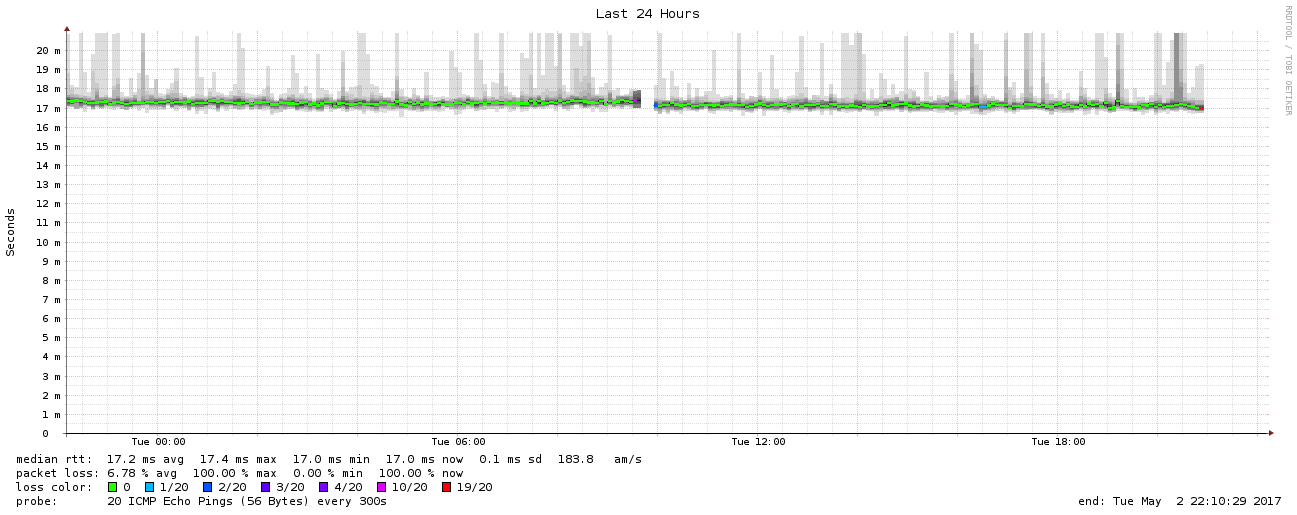 Last 24 Hours
RRDTOOL / TOBI OETIKER
Seconds
20 m
19 m
18 m
17 m
16 m
15 m
14 m
13 m
12 m
11 m
10 m
9 m
8 m
7 m
6 m
5 m
4 m
3 m
2 m
1 m
0
Tue 00:00 Tue 06:00 Tue 12:00 Tue 18:00
median rtt: 17.2 ms avg 17.4 ms max 17.0 ms min 17.0 ms now 0.1 ms sd 183.8 am/s
packet loss: 6.78 % avg 100.00 % max 0.00 % min 100.00 % now
loss color: 0 1/20 2/20 3/20 4/20 10/20 19/20
probe: 20 ICMP Echo Pings (56 Bytes) every 300s end: Tue May 2 22:10:29 2017